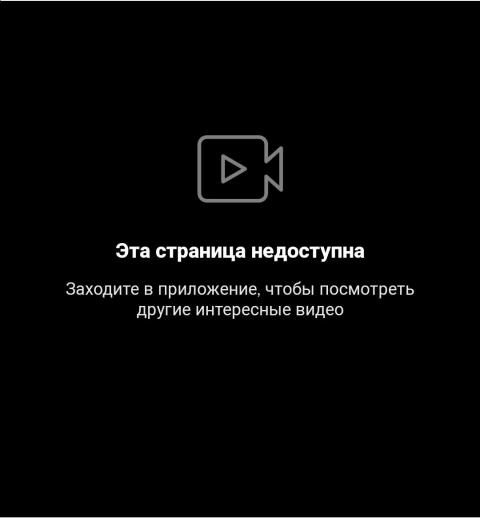 Эта страница недоступна
Заходите в приложение, чтобы посмотреть
другие интересные видео